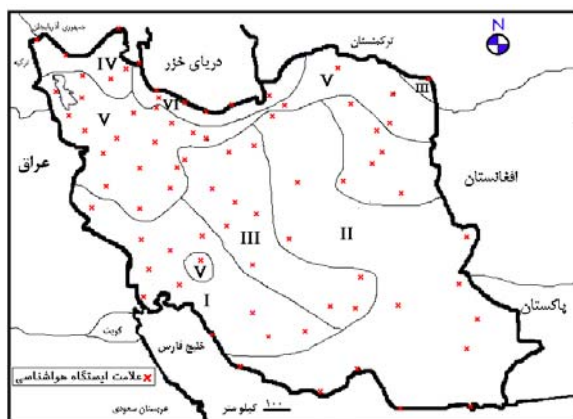 جمهوری آذربایجان
N
ترکمنستان
دریای خزر
ترکیه
IV
V
III
VI
V
عراق
افغانستان
II
III
V
I
پاکستان
کویت
خلیج فارس
علامت ایستگاه هواشناسی
عربستان سعودی
۱۰۰ کیلو متر